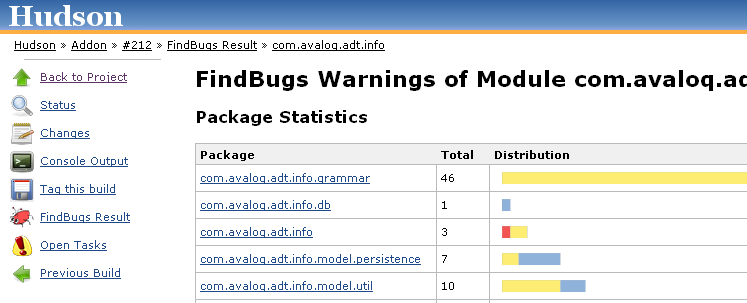 Hudson
Hudson » Addon » #212 » FindBugs Result » com.avaloq.adt.info
Back to Project
Status
Changes
Console Output
Tag this build
FindBugs Result
Open Tasks
Previous Build
FindBugs Warnings of Module com.avaloq.ad
Package Statistics
Package Total Distribution
com.avaloq.adt.info.grammar 46
com.avaloq.adt.info.db 1
com.avaloq.adt.info 3
com.avaloq.adt.info.model.persistence 7
com.avaloq.adt.info.model.util 10